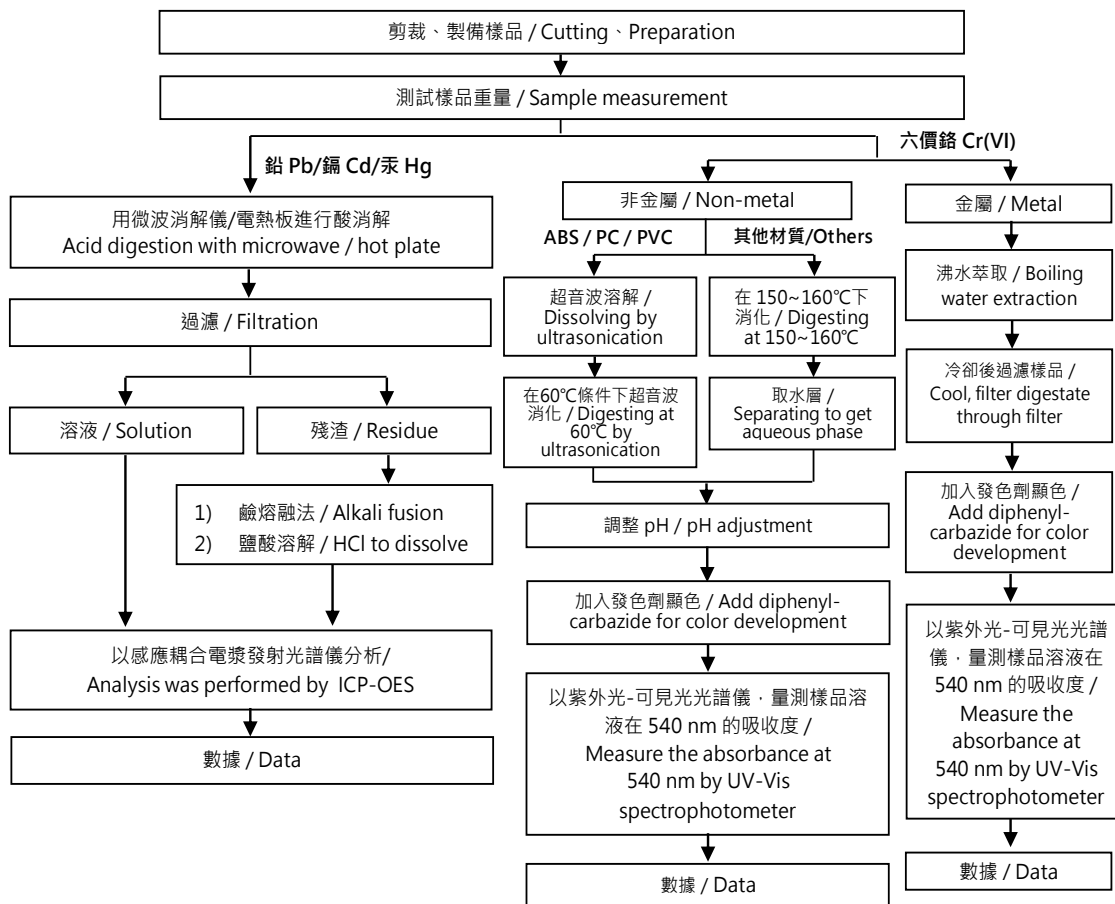 剪裁、製備樣品 / Cutting、Preparation
測試樣品重量 / Sample measurement
鉛 Pb/鎘 Cd/汞 Hg
六價鉻 Cr(VI)
用微波消解儀/電熱板進行酸消解
Acid digestion with microwave / hot plate
過濾 / Filtration
溶液 / Solution
殘渣 / Residue
1) 鹼熔融法 / Alkali fusion
2) 鹽酸溶解 / HCl to dissolve
以感應耦合電漿發射光譜儀分析/
Analysis was performed by ICP-OES
數據 / Data
非金屬 / Non-metal
ABS / PC / PVC
其他材質/Others
超音波溶解 /
Dissolving by
ultrasonication
在 150~160℃下
消化 / Digesting
at 150~160℃
在60℃條件下超音波
消化 / Digesting at
60℃ by
ultrasonication
取水層 /
Separating to get
aqueous phase
調整 pH / pH adjustment
加入發色劑顯色 / Add diphenyl-
carbazide for color development
以紫外光-可見光光譜儀，量測樣品溶
液在 540 nm 的吸收度 /
Measure the absorbance at
540 nm by UV-Vis
spectrophotometer
數據 / Data
金屬 / Metal
沸水萃取 / Boiling
water extraction
冷卻後過濾樣品 /
Cool, filter digestate
through filter
加入發色劑顯色 /
Add diphenyl-
carbazide for color
development
以紫外光-可見光光譜
儀，量測樣品溶液在
540 nm 的吸收度 /
Measure the
absorbance at
540 nm by UV-Vis
spectrophotometer
數據 / Data